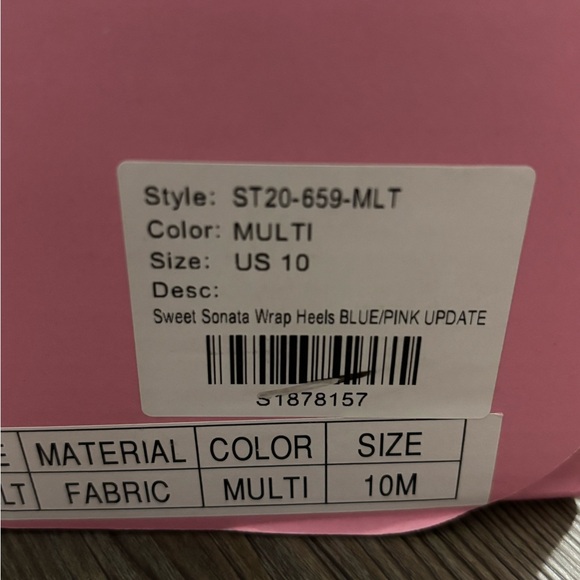 Style: ST20-659-MLT
Color: MULTI
Size: US 10
Desc:
Sweet Sonata Wrap Heels BLUE/PINK UPDATE
S1878157
E MATERIAL COLOR SIZE
LT FABRIC MULTI 10M